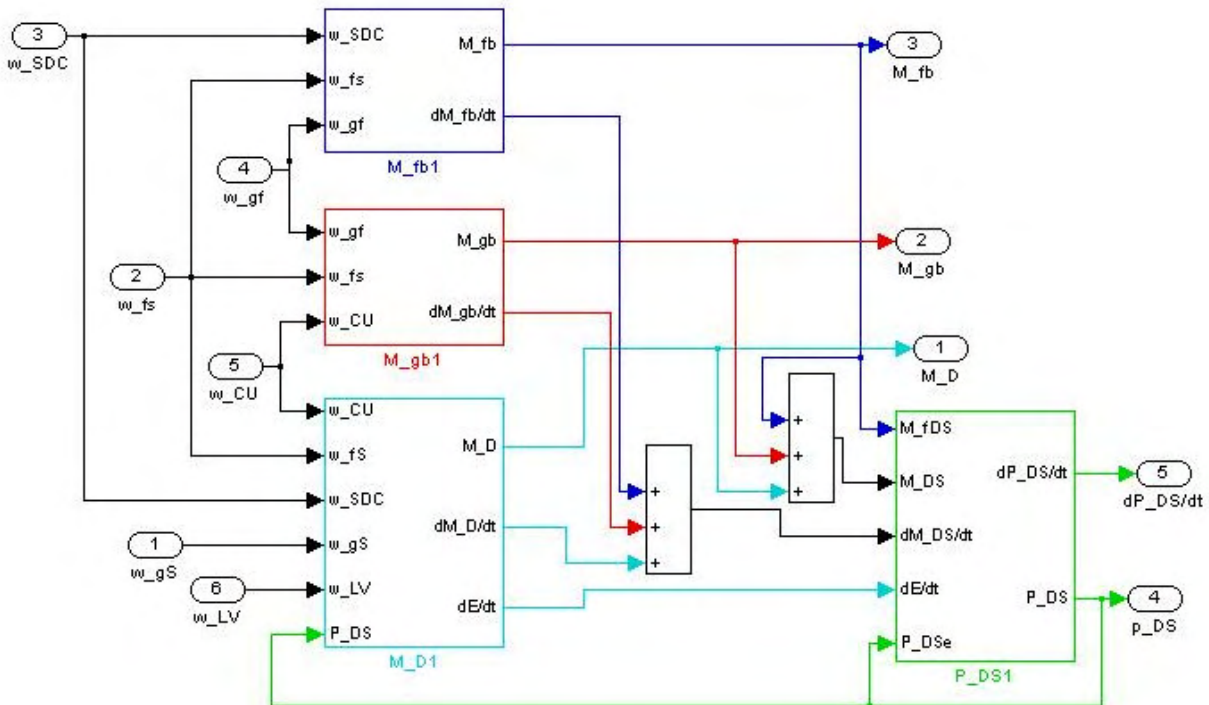 3
w_SDC
2
w_fs
4
w_gf
5
w_CU
1
w_gS
6
w_LV
w_SDC
w_fs
w_gf
M_fb
dM_fb/dt
M_fb1
w_gf
w_fs
w_CU
M_gb
dM_gb/dt
M_gb1
w_CU
w_fS
w_SDC
w_gS
w_LV
P_DS
M_D
dM_D/dt
dE/dt
M_D1
+
+
+
+
+
+
M_fDS
M_DS
dM_DS/dt
dE/dt
P_DSe
dP_DS/dt
P_DS
P_DS1
3
M_fb
2
M_gb
1
M_D
5
dP_DS/dt
4
p_DS